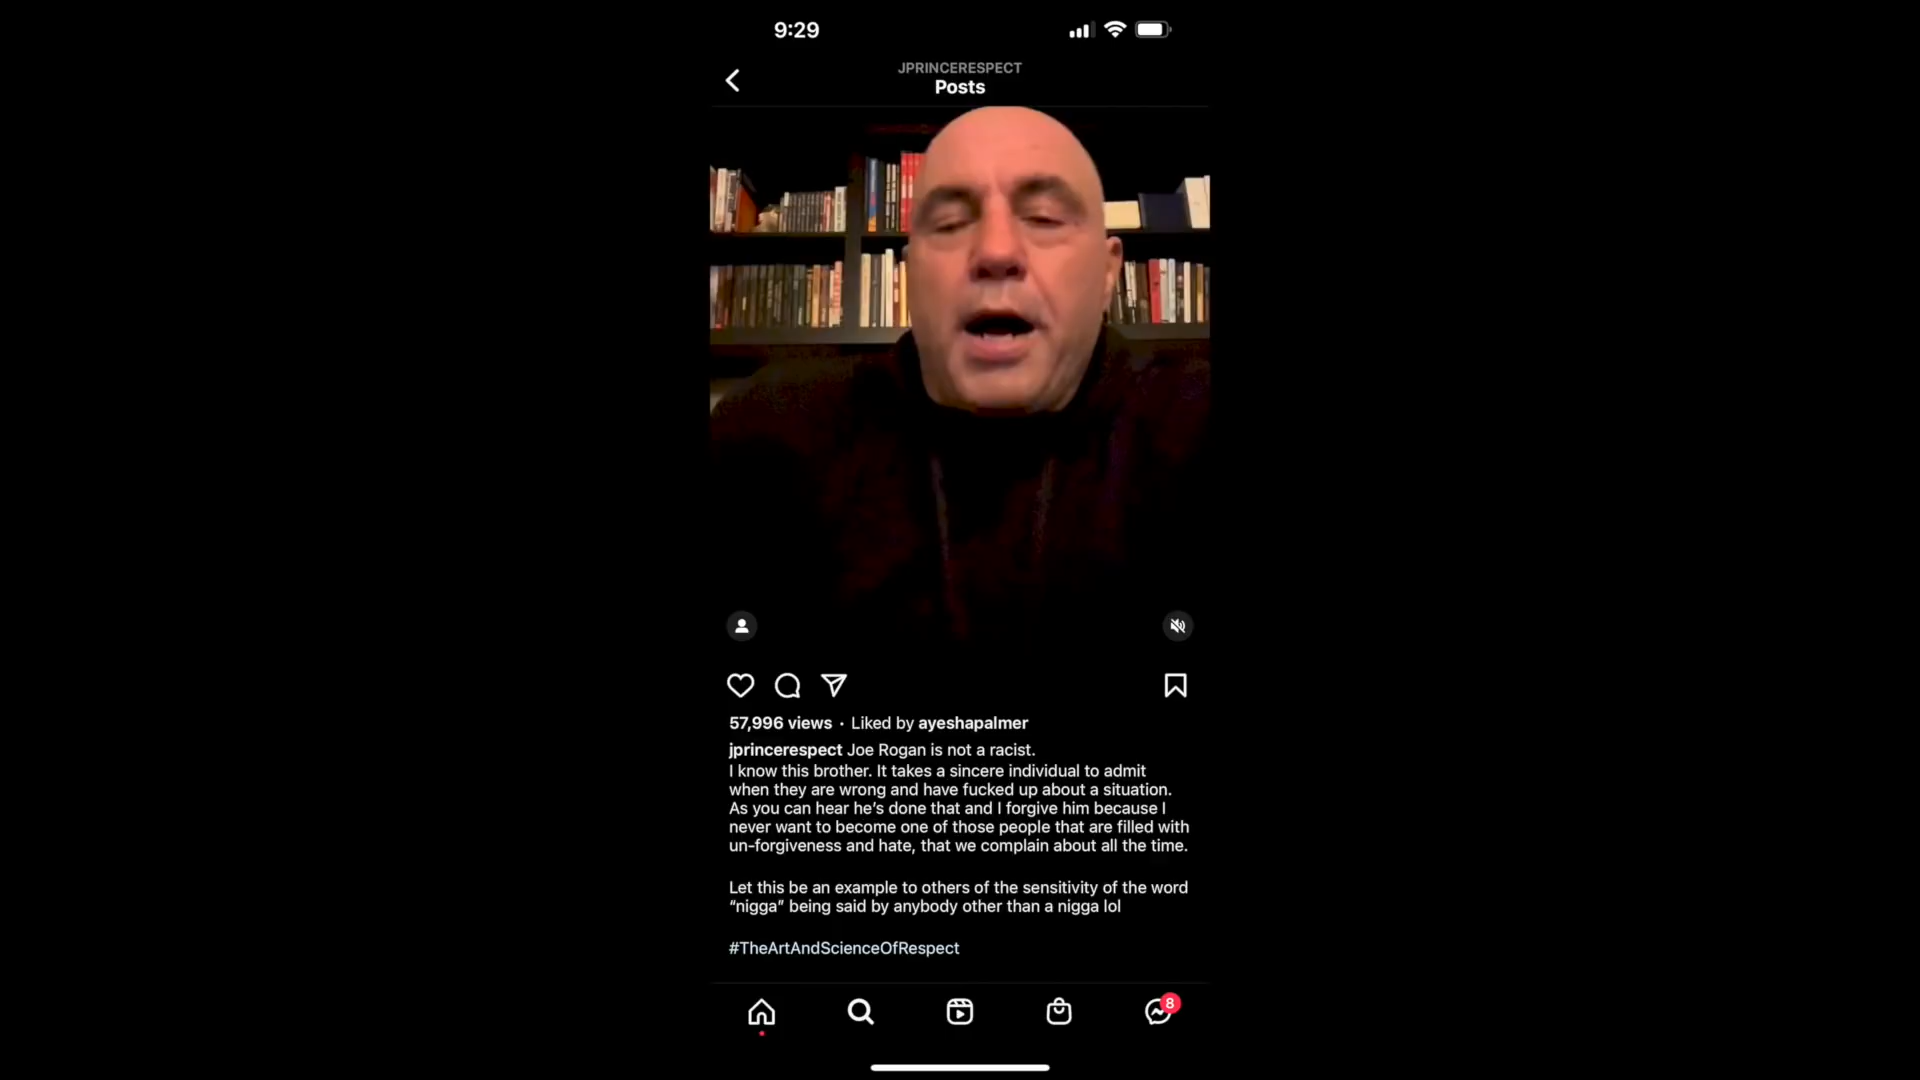 9:29
JPRINCERESPECT
Posts
57,996 views · Liked by ayeshapalmer
jprincerespect Joe Rogan is not a racist.
I know this brother. It takes a sincere individual to admit
when they are wrong and have fucked up about a situation.
As you can hear he's done that and I forgive him because I
never want to become one of those people that are filled with
un-forgiveness and hate, that we complain about all the time.
Let this be an example to others of the sensitivity of the word
“nigga” being said by anybody other than a nigga lol
#TheArtAndScienceOfRespect
8